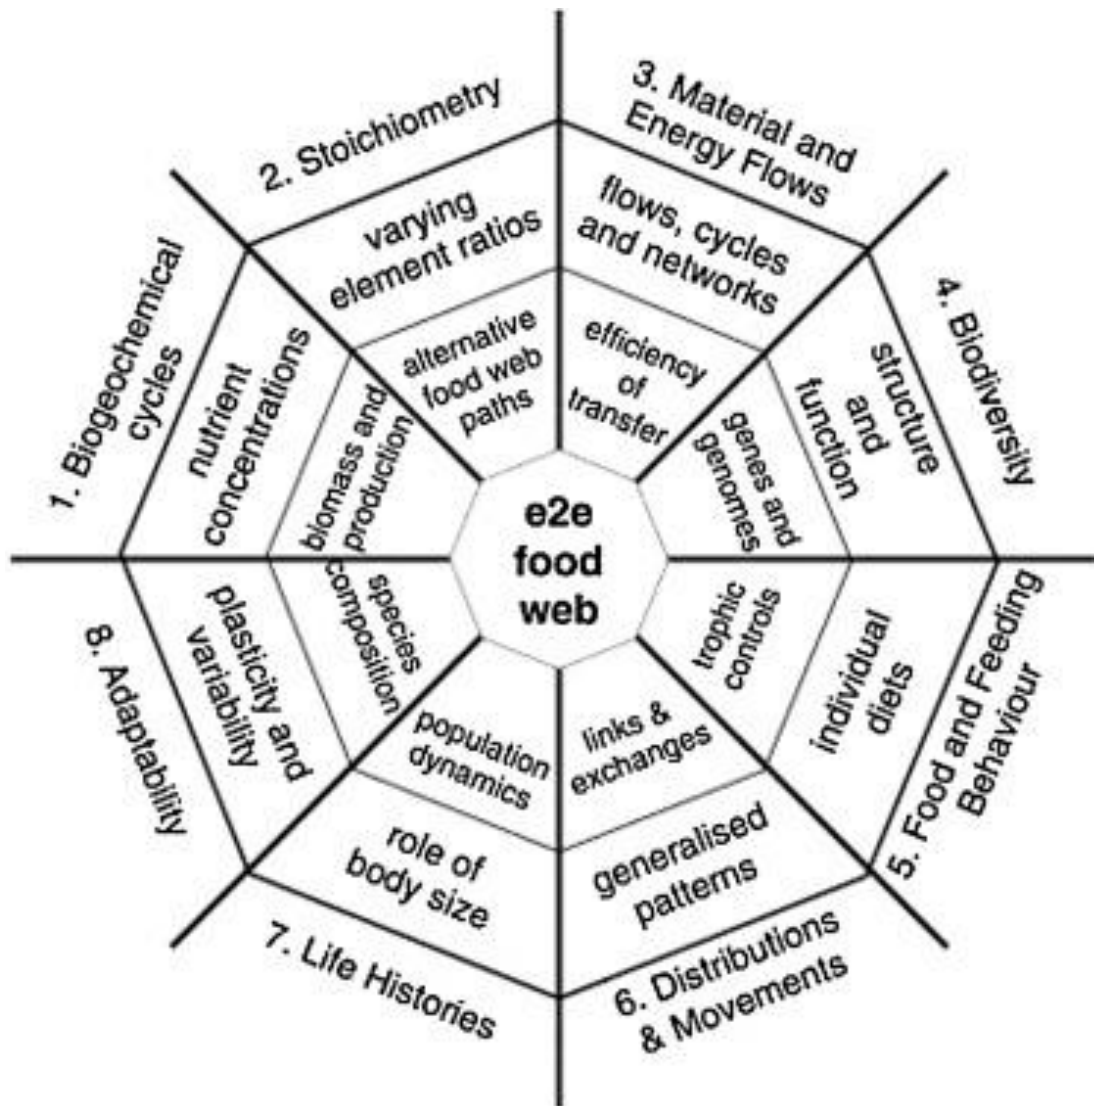 1. Biogeochemical
cycles
nutrient
concentrations
biomass and
production
2. Stoichiometry
varying
element ratios
alternative
food web
paths
3. Material and
Energy Flows
flows, cycles
and networks
efficiency
of
transfer
4. Biodiversity
structure
and
function
genes and
genomes
5. Food and Feeding
Behaviour
individual
diets
trophic
controls
6. Distributions
& Movements
generalised
patterns
links &
exchanges
7. Life Histories
role of
body size
population
dynamics
8. Adaptability
plasticity and
variability
species
composition
e2e
food
web